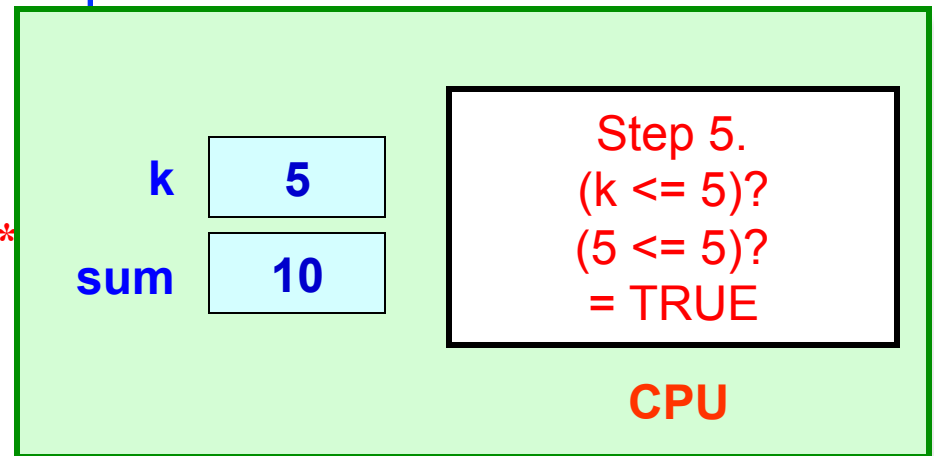 k 5
sum 10
*
Step 5.
(k <= 5)?
(5 <= 5)?
= TRUE
CPU